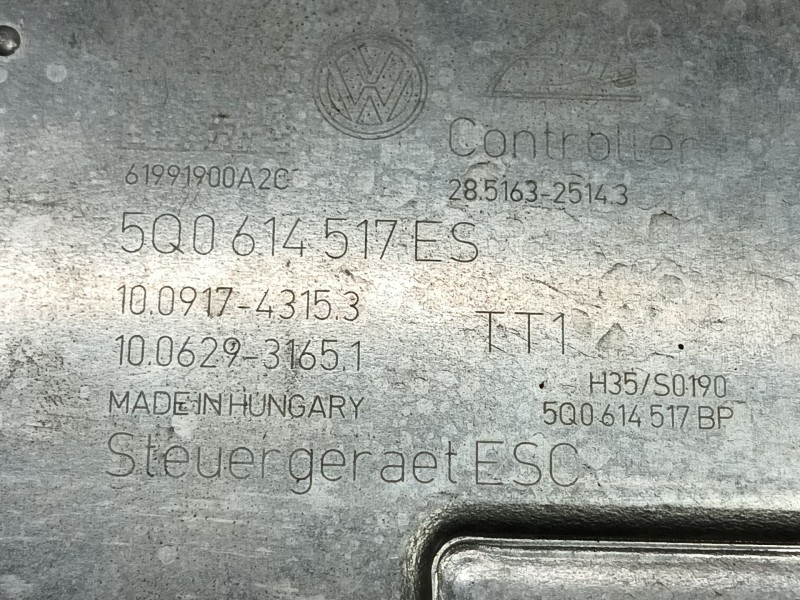 VW
Controller
61991900A2C
28.5163-2514.3
5Q0 614 517 ES
10.0917-4315.3
TT1
10.0629-3165.1
H35/S0190
MADE IN HUNGARY
5Q0 614 517 BP
Steuergeraet ESC